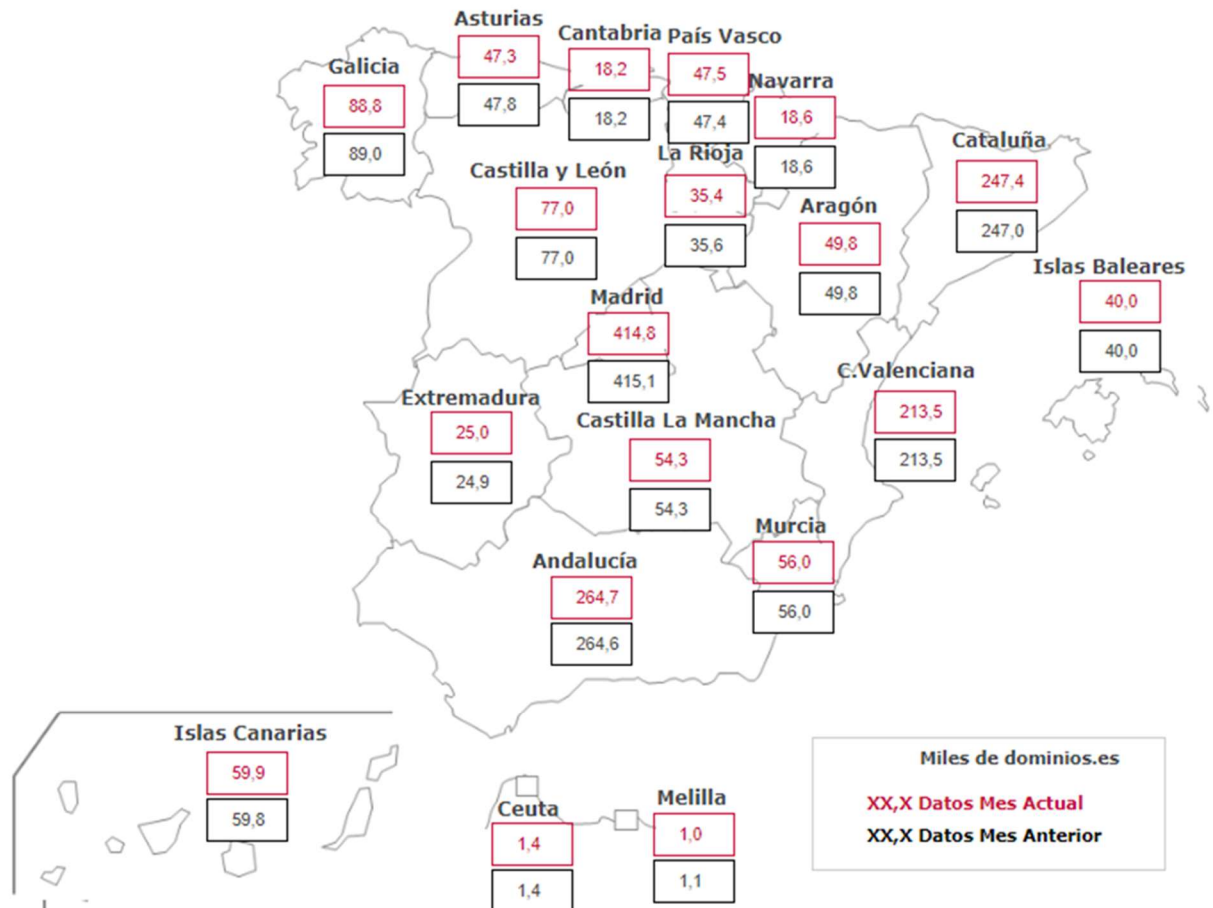 Asturias
47,3
47,8
Cantabria
18,2
18,2
País Vasco
47,5
47,4
Galicia
88,8
89,0
Navarra
18,6
18,6
La Rioja
35,4
35,6
Cataluña
247,4
247,0
Castilla y León
77,0
77,0
Aragón
49,8
49,8
Islas Baleares
40,0
40,0
Madrid
414,8
415,1
C.Valenciana
213,5
213,5
Extremadura
25,0
24,9
Castilla La Mancha
54,3
54,3
Murcia
56,0
56,0
Andalucía
264,7
264,6
Islas Canarias
59,9
59,8
Ceuta
1,4
1,4
Melilla
1,0
1,1
Miles de dominios.es
XX,X Datos Mes Actual
XX,X Datos Mes Anterior